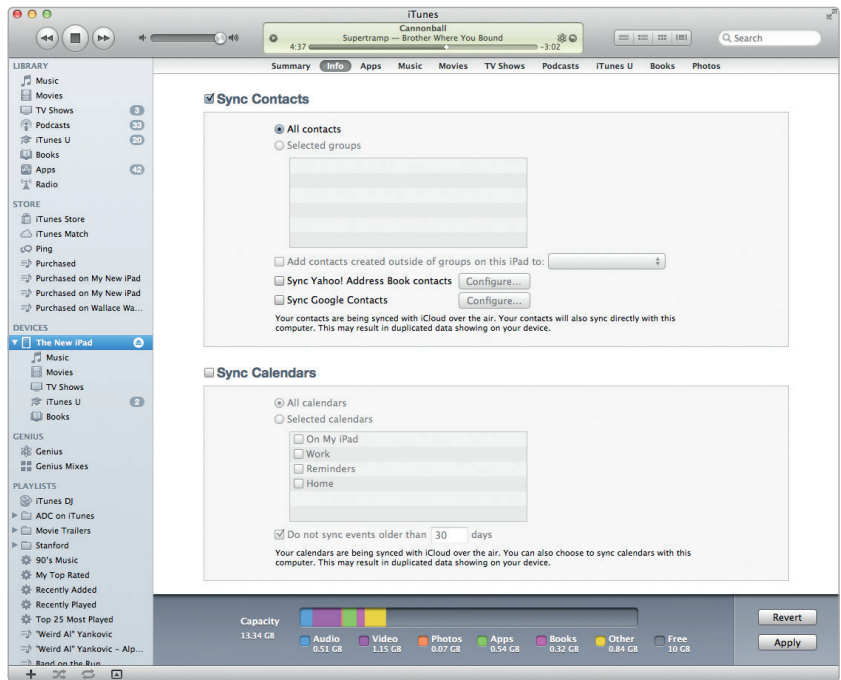 iTunes
Cannonball
Supertramp — Brother Where You Bound
4:37
-3:02
Search
LIBRARY
Music
Movies
TV Shows 3
Podcasts 33
iTunes U 20
Books
Apps 42
Radio
STORE
iTunes Store
iTunes Match
Ping
Purchased
Purchased on My New iPad
Purchased on My New iPad
Purchased on Wallace Wa...
DEVICES
The New iPad
Music
Movies
TV Shows
iTunes U 2
Books
GENIUS
Genius
Genius Mixes
PLAYLISTS
iTunes DJ
ADC on iTunes
Movie Trailers
Stanford
90's Music
My Top Rated
Recently Added
Recently Played
Top 25 Most Played
"Weird Al" Yankovic
"Weird Al" Yankovic – Alp...
Band on the Run
Summary Info Apps Music Movies TV Shows Podcasts iTunes U Books Photos
Sync Contacts
All contacts
Selected groups
Add contacts created outside of groups on this iPad to:
Sync Yahoo! Address Book contacts Configure...
Sync Google Contacts Configure...
Your contacts are being synced with iCloud over the air. Your contacts will also sync directly with this
computer. This may result in duplicated data showing on your device.
Sync Calendars
All calendars
Selected calendars
On My iPad
Work
Reminders
Home
Do not sync events older than 30 days
Your calendars are being synced with iCloud over the air. You can also choose to sync calendars with this
computer. This may result in duplicated data showing on your device.
Capacity
13.34 GB
Audio
0.51 GB
Video
1.15 GB
Photos
0.07 GB
Apps
0.54 GB
Books
0.32 GB
Other
0.84 GB
Free
10 GB
Revert
Apply